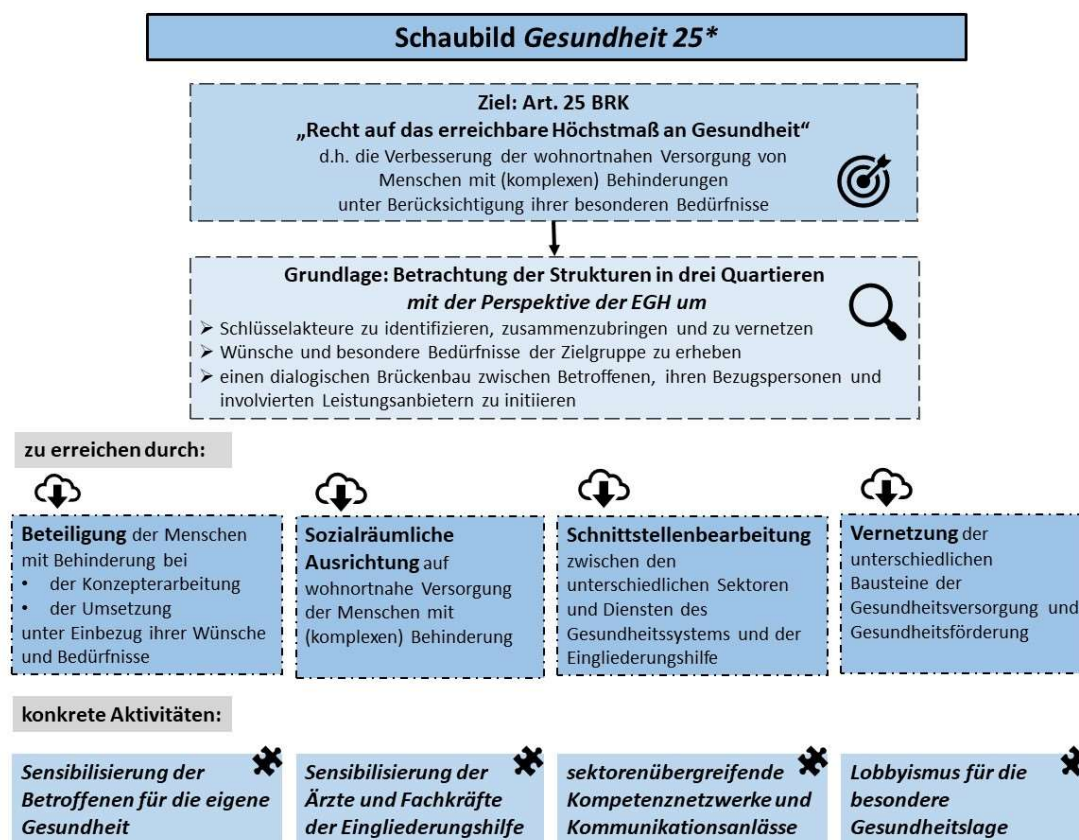 Schaubild Gesundheit 25*
Ziel: Art. 25 BRK
„Recht auf das erreichbare Höchstmaß an Gesundheit“
d.h. die Verbesserung der wohnortnahen Versorgung von
Menschen mit (komplexen) Behinderungen
unter Berücksichtigung ihrer besonderen Bedürfnisse
Grundlage: Betrachtung der Strukturen in drei Quartieren
mit der Perspektive der EGH um
➢ Schlüsselakteure zu identifizieren, zusammenzubringen und zu vernetzen
➢ Wünsche und besondere Bedürfnisse der Zielgruppe zu erheben
➢ einen dialogischen Brückenbau zwischen Betroffenen, ihren Bezugspersonen und
involvierten Leistungsanbietern zu initiieren
zu erreichen durch:
Beteiligung der Menschen
mit Behinderung bei
• der Konzepterarbeitung
• der Umsetzung
unter Einbezug ihrer Wünsche
und Bedürfnisse
Sozialräumliche
Ausrichtung auf
wohnortnahe Versorgung
der Menschen mit
(komplexen) Behinderung
Schnittstellenbearbeitung
zwischen den
unterschiedlichen Sektoren
und Diensten des
Gesundheitssystems und der
Eingliederungshilfe
Vernetzung der
unterschiedlichen
Bausteine der
Gesundheitsversorgung und
Gesundheitsförderung
konkrete Aktivitäten:
Sensibilisierung der
Betroffenen für die eigene
Gesundheit
Sensibilisierung der
Ärzte und Fachkräfte
der Eingliederungshilfe
sektorenübergreifende
Kompetenznetzwerke und
Kommunikationsanlässe
Lobbyismus für die
besondere
Gesundheitslage